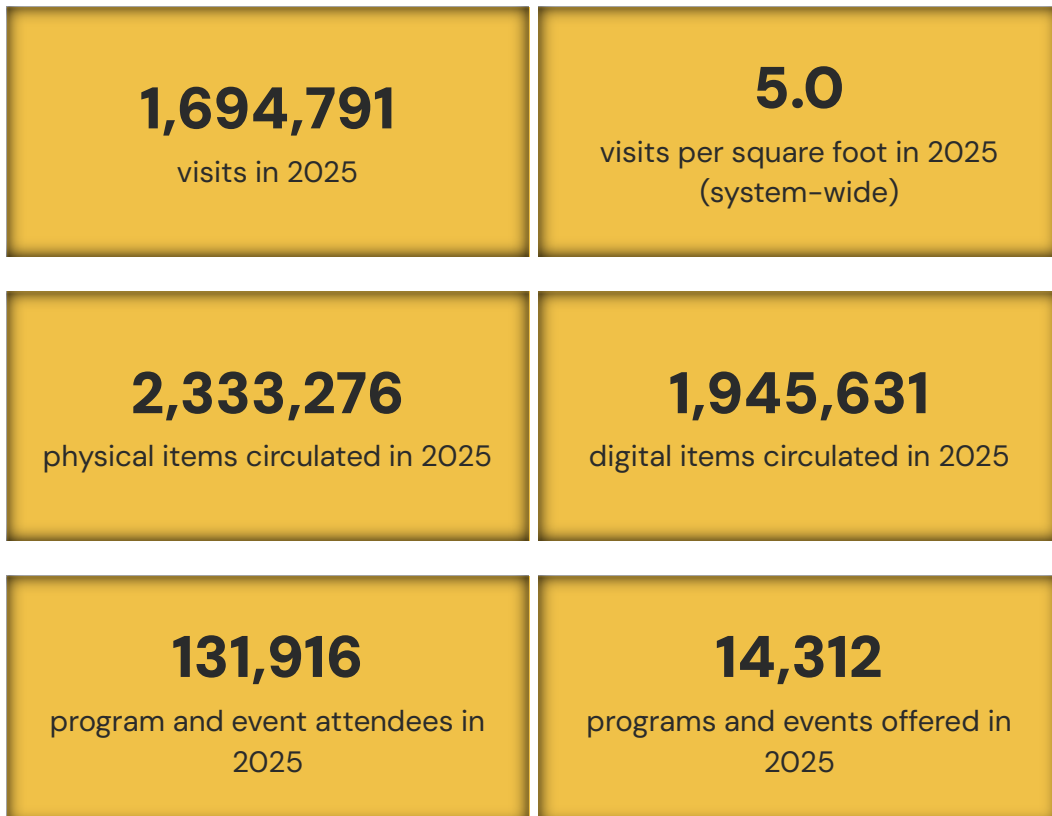 1,694,791
visits in 2025
5.0
visits per square foot in 2025
(system-wide)
2,333,276
physical items circulated in 2025
1,945,631
digital items circulated in 2025
131,916
program and event attendees in
2025
14,312
programs and events offered in
2025